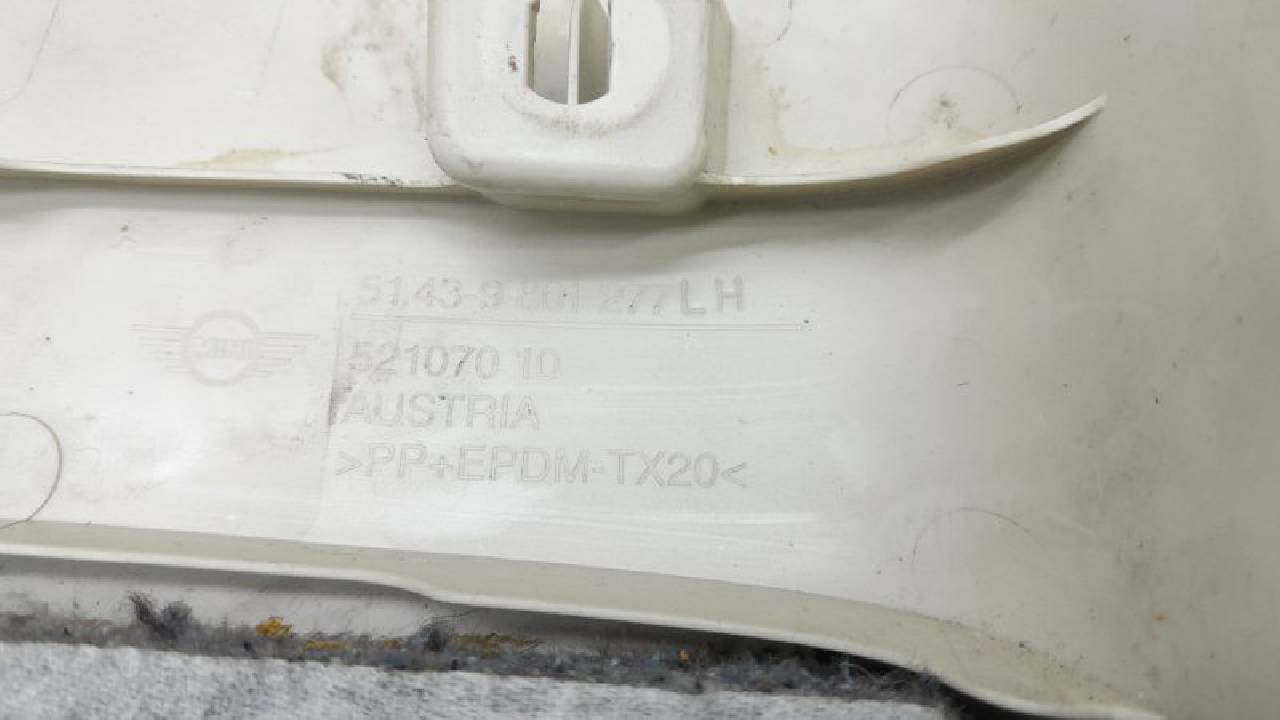 51.43-9 801 277 LH
521070 10
AUSTRIA
>PP+EPDM-TX20<